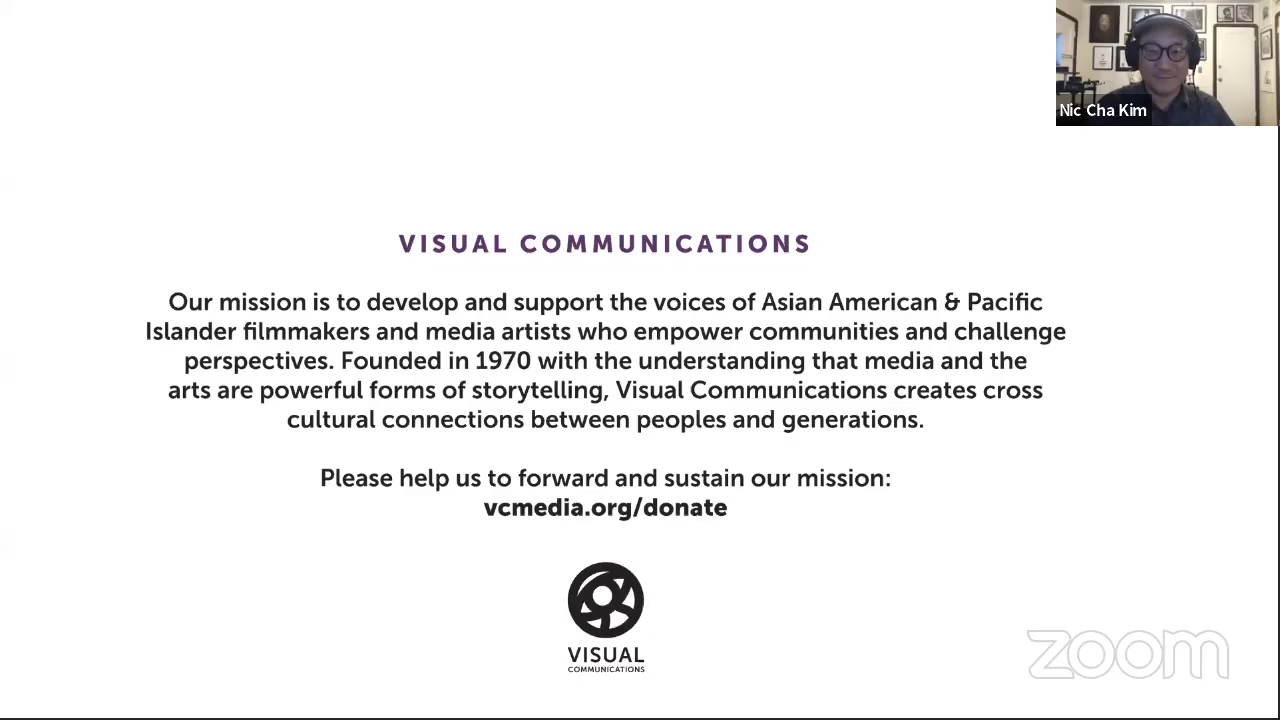 Nic Cha Kim
VISUAL COMMUNICATIONS
Our mission is to develop and support the voices of Asian American & Pacific
Islander filmmakers and media artists who empower communities and challenge
perspectives. Founded in 1970 with the understanding that media and the
arts are powerful forms of storytelling, Visual Communications creates cross
cultural connections between peoples and generations.
Please help us to forward and sustain our mission:
vcmedia.org/donate
VISUAL
COMMUNICATIONS
zoom